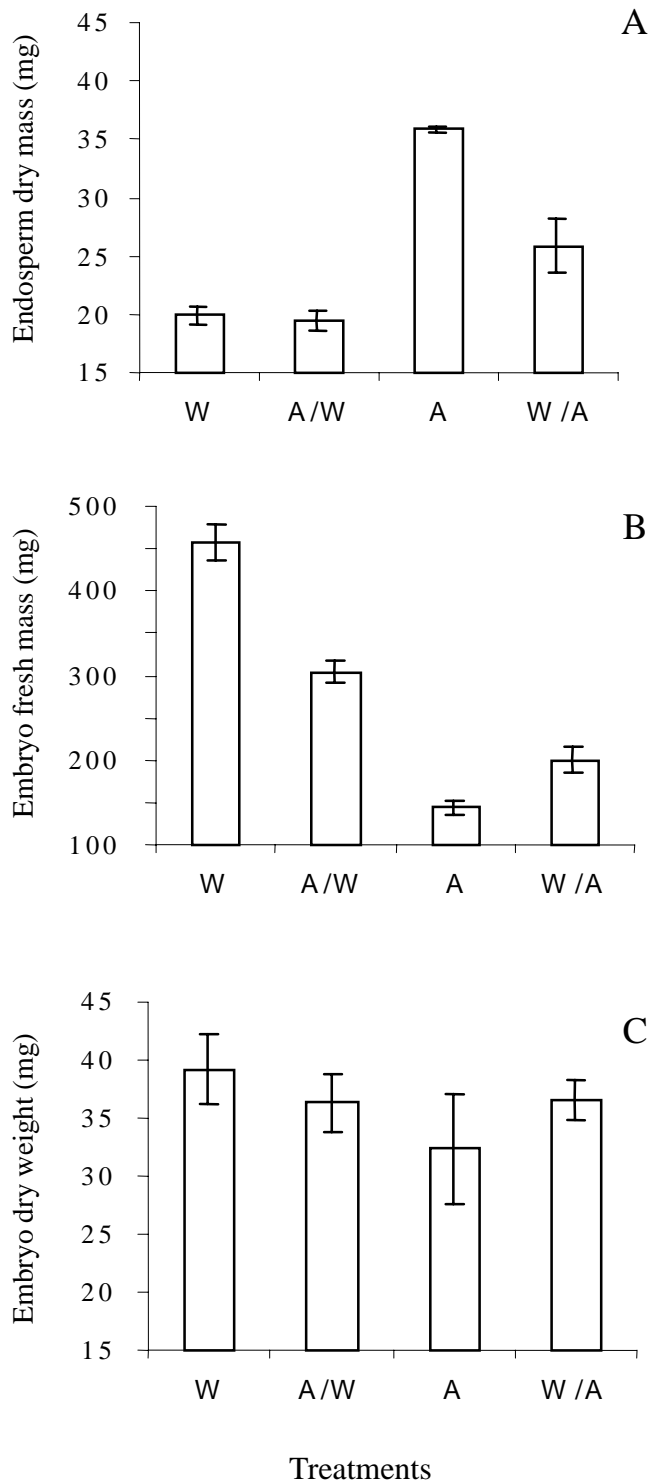 A
Endosperm dry mass (mg)
45
40
35
30
25
20
15
W A/W A W/A
B
Embryo fresh mass (mg)
500
400
300
200
100
W A/W A W/A
C
Embryo dry weight (mg)
45
40
35
30
25
20
15
W A/W A W/A
Treatments